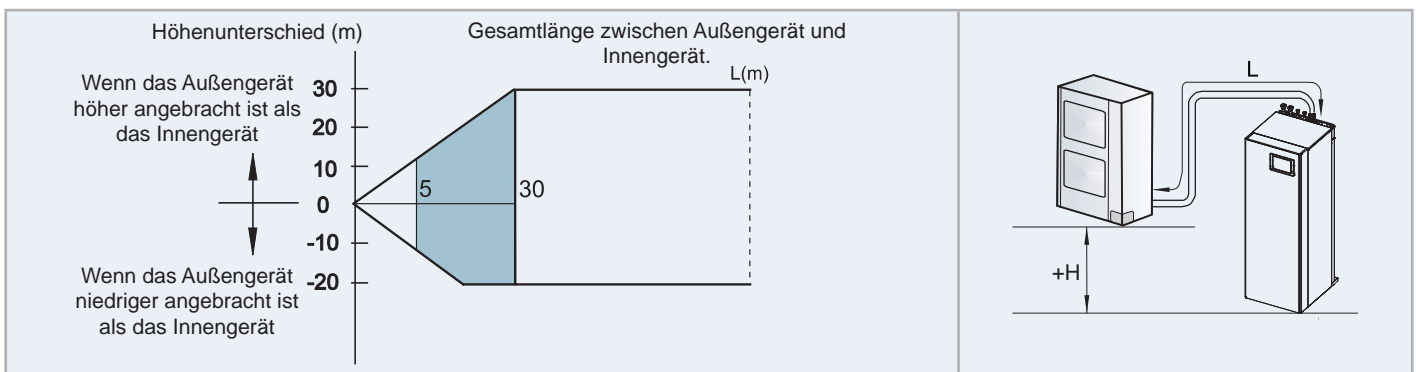 Höhenunterschied (m)
Gesamtlänge zwischen Außengerät und
Innengerät.
L(m)
Wenn das Außengerät
höher angebracht ist als
das Innengerät
30
20
10
0
-10
-20
5
30
Wenn das Außengerät
niedriger angebracht ist
als das Innengerät
L
+H